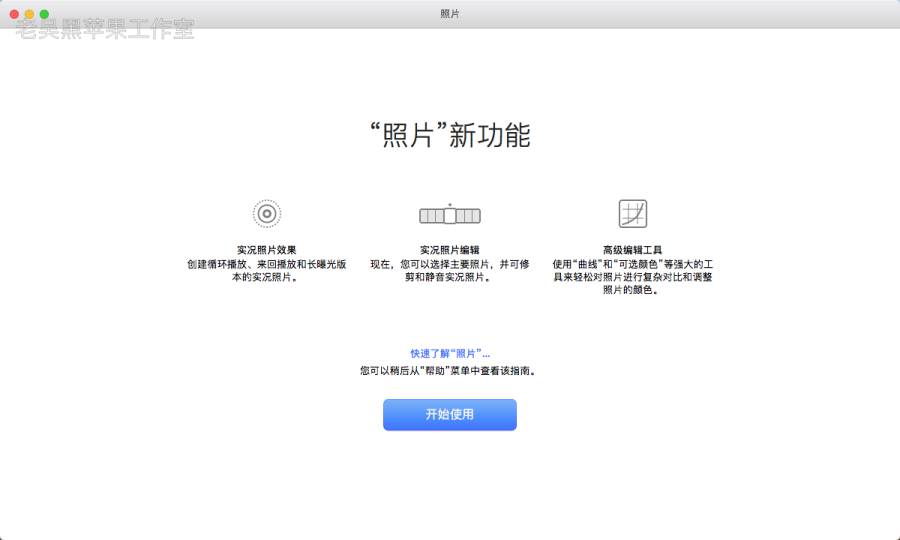 照片
老吴黑苹果工作室
“照片”新功能
实况照片效果
创建循环播放、来回播放和长曝光版
本的实况照片。
实况照片编辑
现在，您可以选择主要照片，并可修
剪和静音实况照片。
高级编辑工具
使用“曲线”和“可选颜色”等强大的工
具来轻松对照片进行复杂对比和调整
照片的颜色。
快速了解“照片”...
您可以稍后从“帮助”菜单中查看该指南。
开始使用